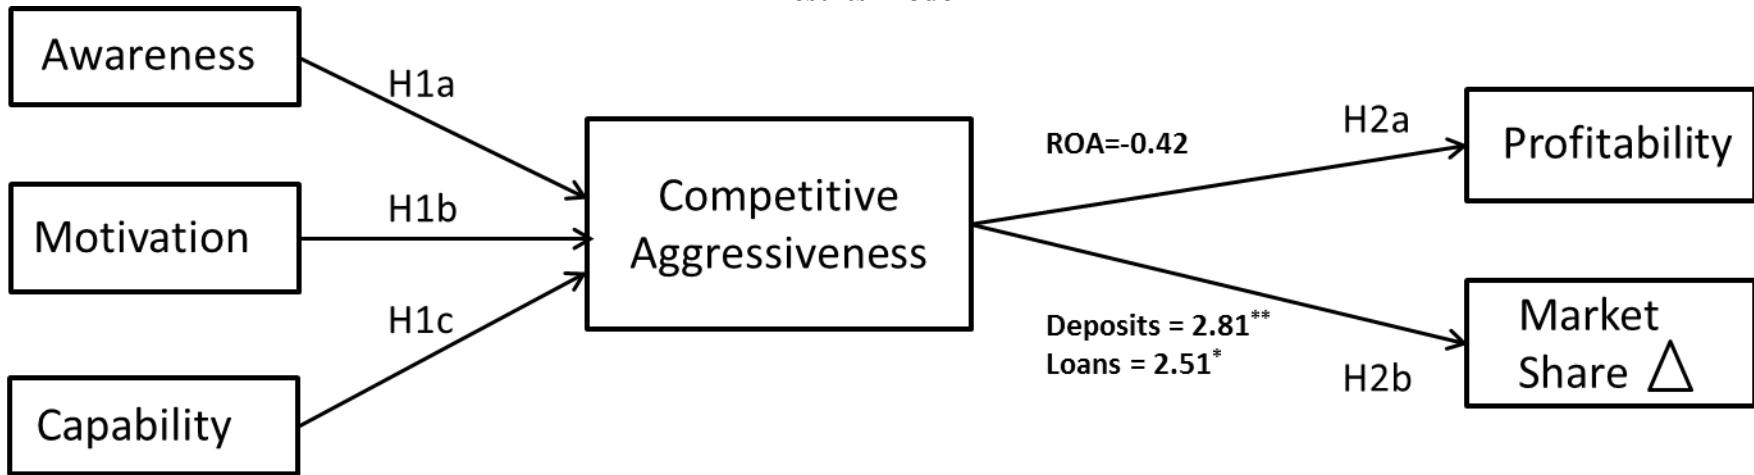 Awareness
H1a
Motivation
H1b
Capability
H1c
Competitive
Aggressiveness
ROA=-0.42
H2a
Profitability
Deposits = 2.81**
Loans = 2.51*
H2b
Market
Share △